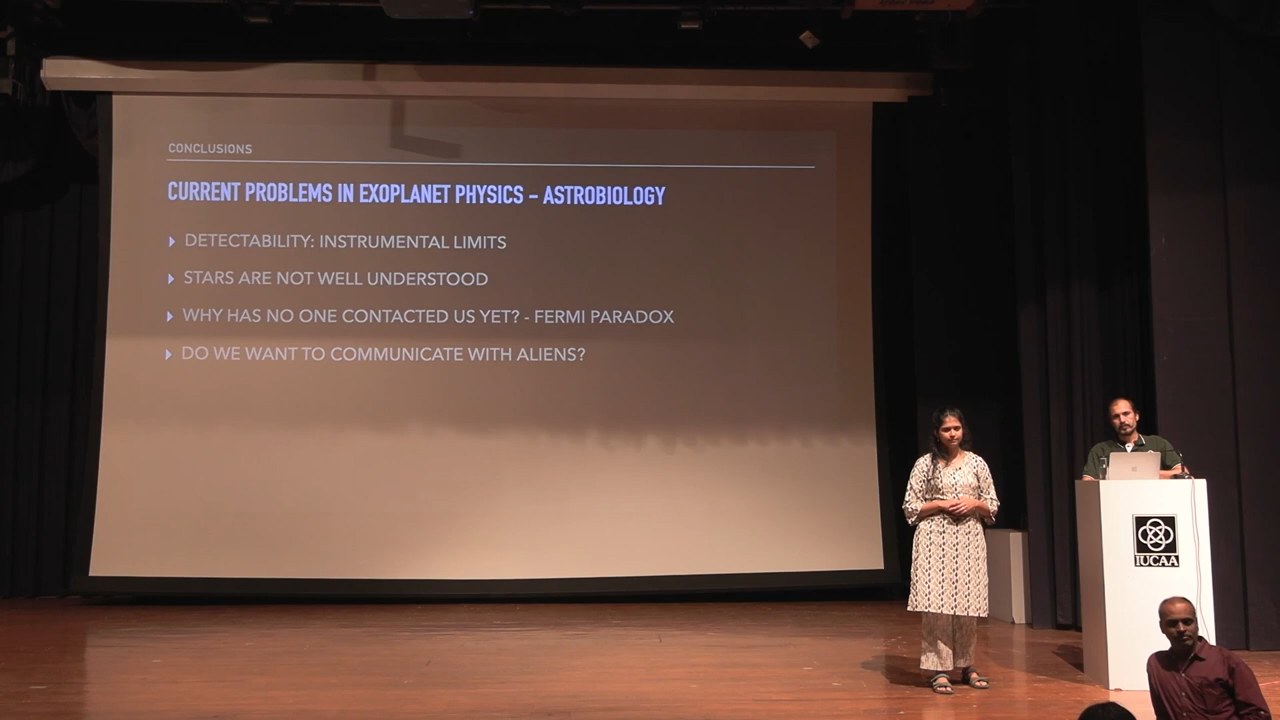 CONCLUSIONS
CURRENT PROBLEMS IN EXOPLANET PHYSICS - ASTROBIOLOGY
DETECTABILITY: INSTRUMENTAL LIMITS
STARS ARE NOT WELL UNDERSTOOD
WHY HAS NO ONE CONTACTED US YET? - FERMI PARADOX
DO WE WANT TO COMMUNICATE WITH ALIENS?
IUCAA